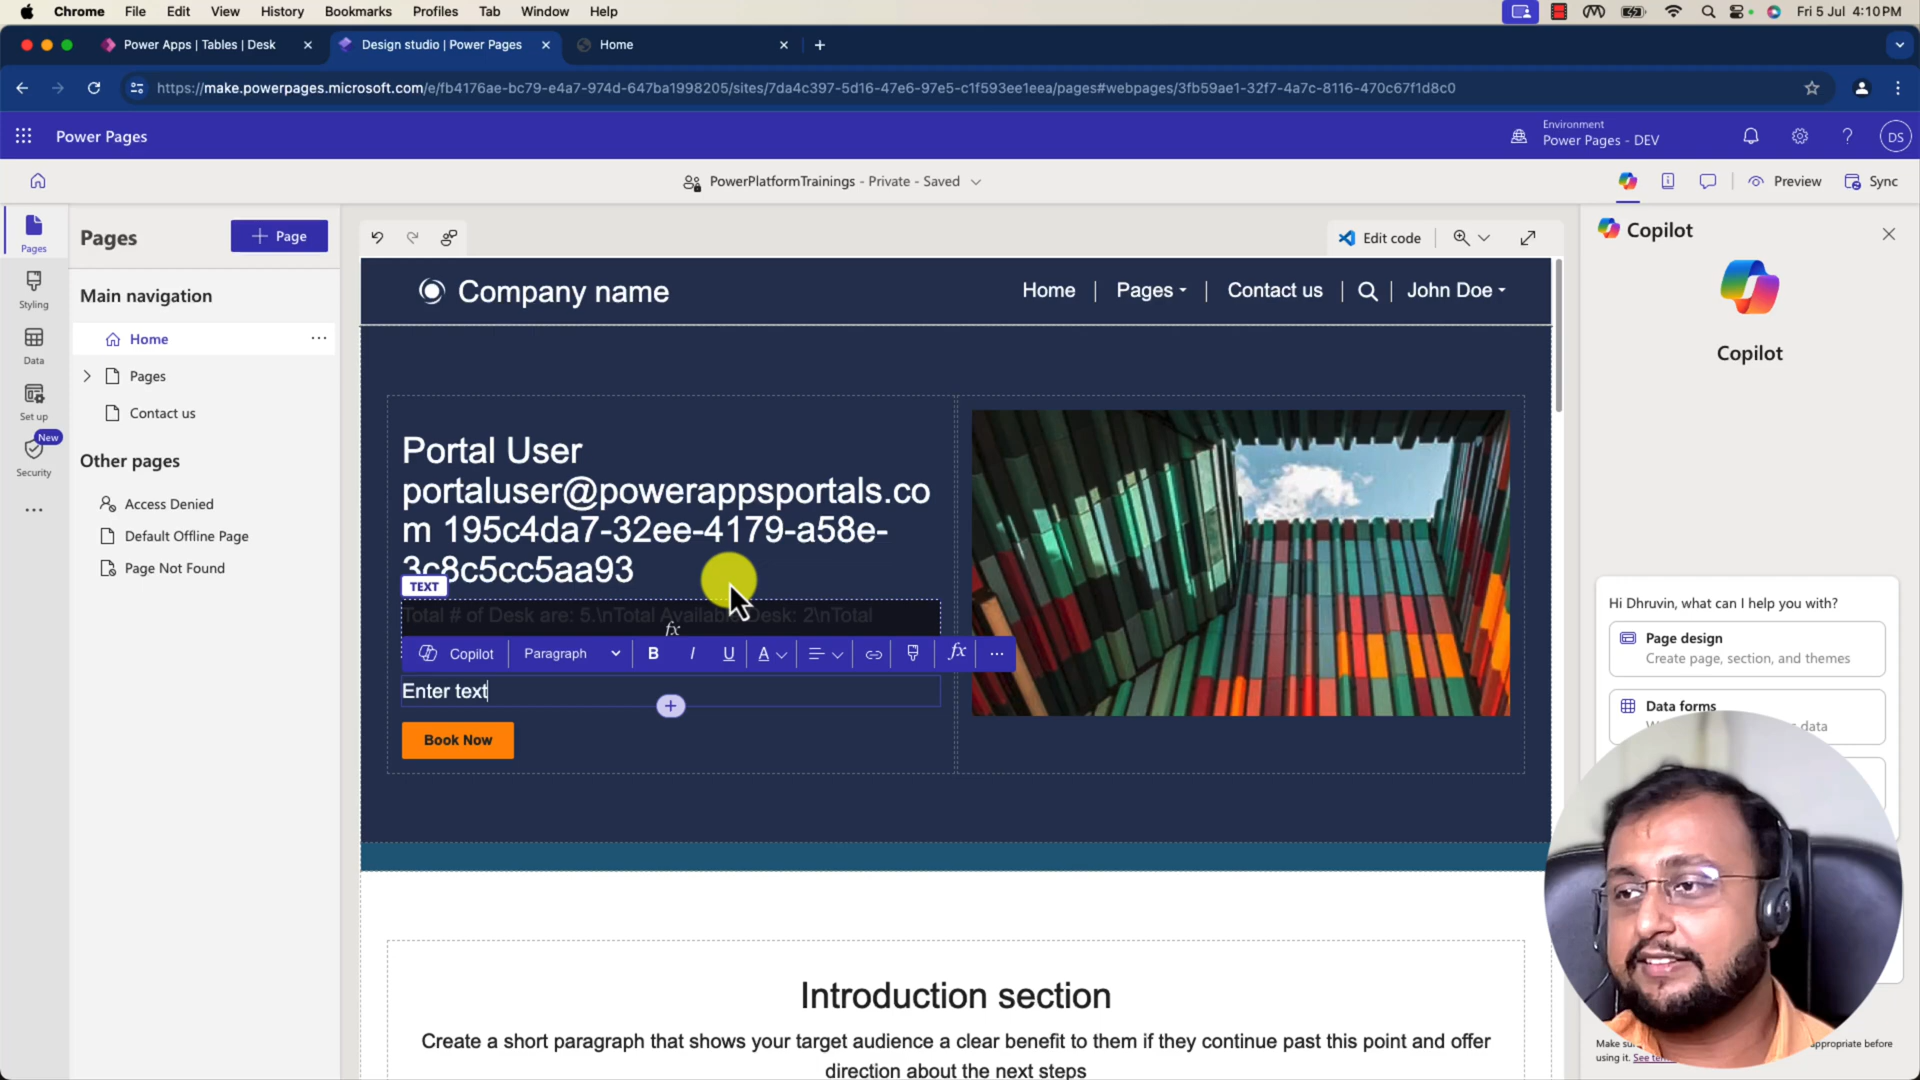 Chrome File Edit View History Bookmarks Profiles Tab Window Help Fri 5 Jul 4:10 PM
Power Apps | Tables | Desk
Design studio | Power Pages
Home
https://make.powerpages.microsoft.com/e/fb4176ae-bc79-e4a7-974d-647ba1998205/sites/7da4c397-5d16-47e6-97e5-c1f593ee1eea/pages#webpages/3fb59ae1-32f7-4a7c-8116-470c67f1d8c0
Power Pages
Environment
Power Pages - DEV
DS
PowerPlatformTrainings - Private - Saved
Preview
Sync
Pages
Styling
Data
Set up
New
Security
Pages
+ Page
Main navigation
Home
Pages
Contact us
Other pages
Access Denied
Default Offline Page
Page Not Found
Edit code
Company name
Home | Pages | Contact us | John Doe
Portal User
portaluser@powerappsportals.co
m 195c4da7-32ee-4179-a58e-
3c8c5cc5aa93
TEXT
Total # of Desk are: 5.\nTotal Available Desk: 2\nTotal
fx
Copilot Paragraph B I U A fx
Enter text
Book Now
Introduction section
Create a short paragraph that shows your target audience a clear benefit to them if they continue past this point and offer
direction about the next steps
Copilot
Copilot
Hi Dhruvin, what can I help you with?
Page design
Create page, section, and themes
Data forms
data
appropriate before
using it.